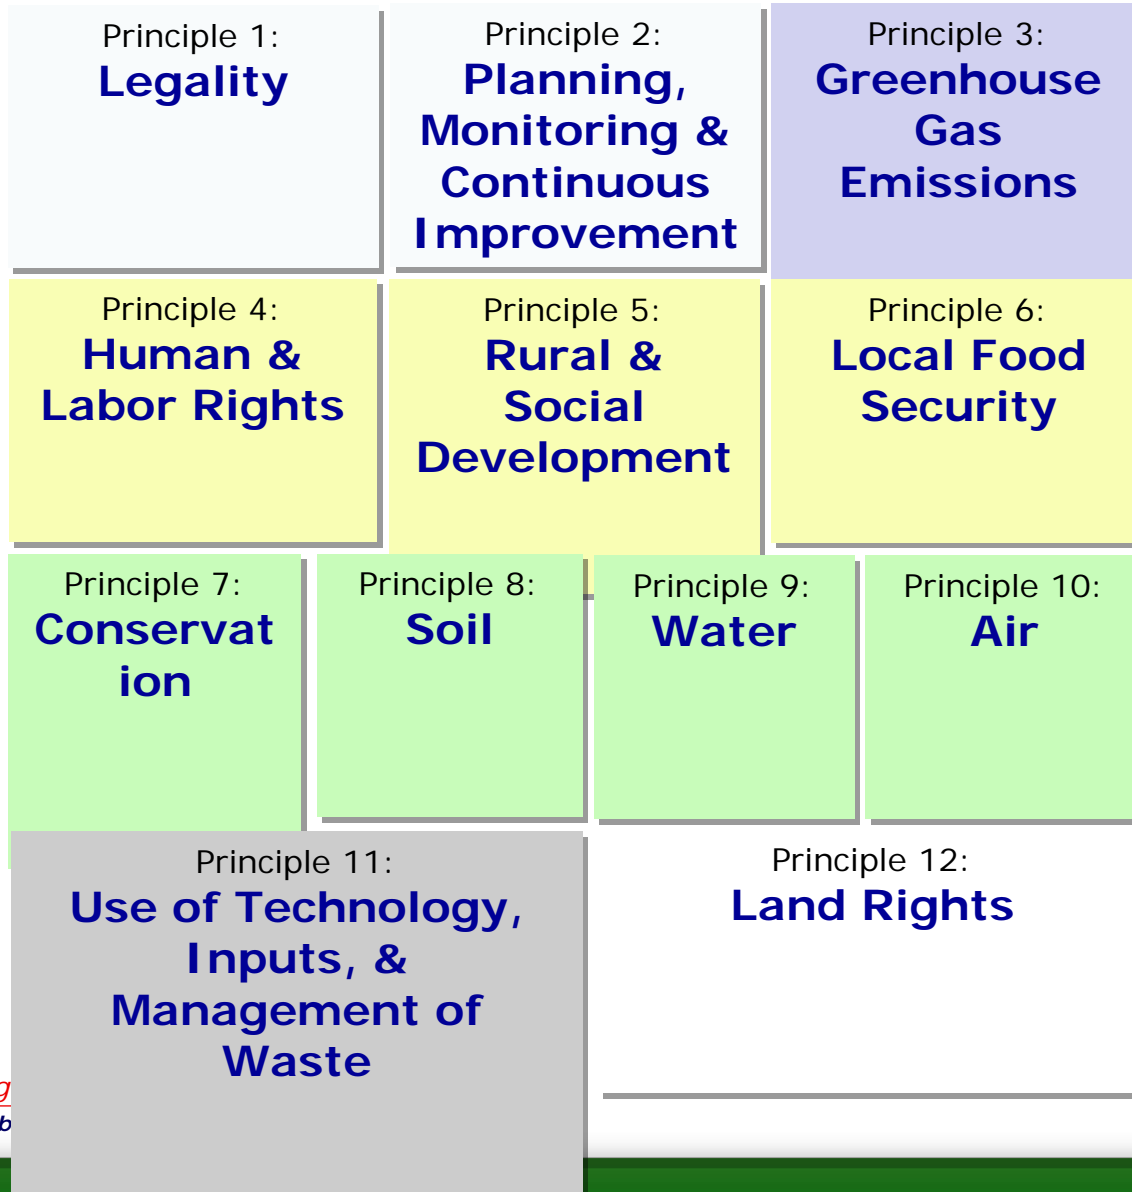 Principle 1:
Legality
Principle 2:
Planning,
Monitoring &
Continuous
Improvement
Principle 3:
Greenhouse
Gas
Emissions
Principle 4:
Human &
Labor Rights
Principle 5:
Rural &
Social
Development
Principle 6:
Local Food
Security
Principle 7:
Conservat
ion
Principle 8:
Soil
Principle 9:
Water
Principle 10:
Air
Principle 11:
Use of Technology,
Inputs, &
Management of
Waste
Principle 12:
Land Rights